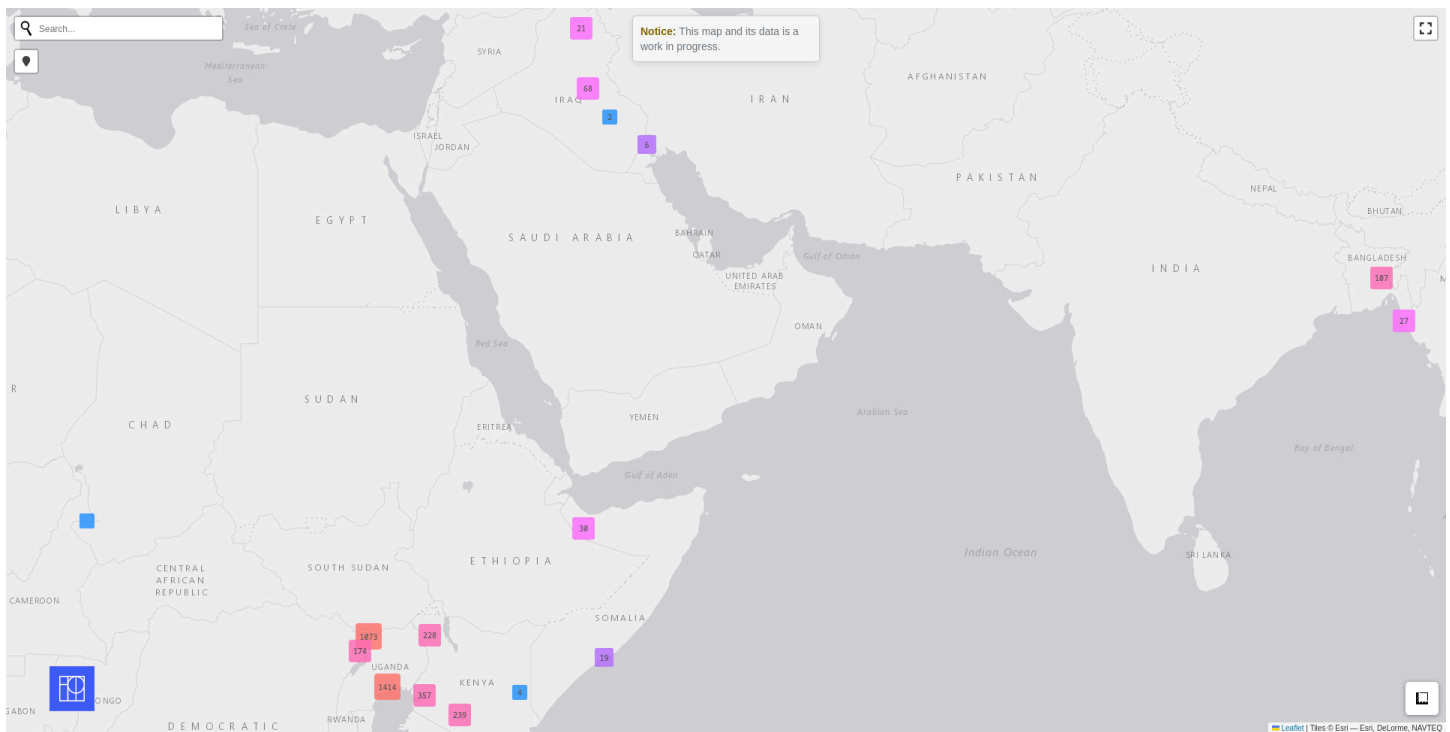 Search...
Sea of Crete
21
Notice: This map and its data is a
work in progress.
SYRIA
Mediterranean
Sea
AFGHANISTAN
68
IRAQ
IRAN
2
ISRAEL
JORDAN
6
PAKISTAN
NEPAL
LIBYA
EGYPT
BHUTAN
SAUDI ARABIA
BAHRAIN
QATAR
Gulf of Oman
BANGLADESH
INDIA
UNITED ARAB
EMIRATES
107
M
OMAN
27
Red Sea
R
SUDAN
YEMEN
Arabian Sea
CHAD
ERITREA
Bay of Bengal
Gulf of Aden
30
ETHIOPIA
Indian Ocean
SRI LANKA
CENTRAL
AFRICAN
REPUBLIC
SOUTH SUDAN
CAMEROON
SOMALIA
1073
228
174
19
UGANDA
KENYA
1414
357
4
ONGO
GABON
239
RWANDA
DEMOCRATIC
Leaflet | Tiles © Esri — Esri, DeLorme, NAVTEQ